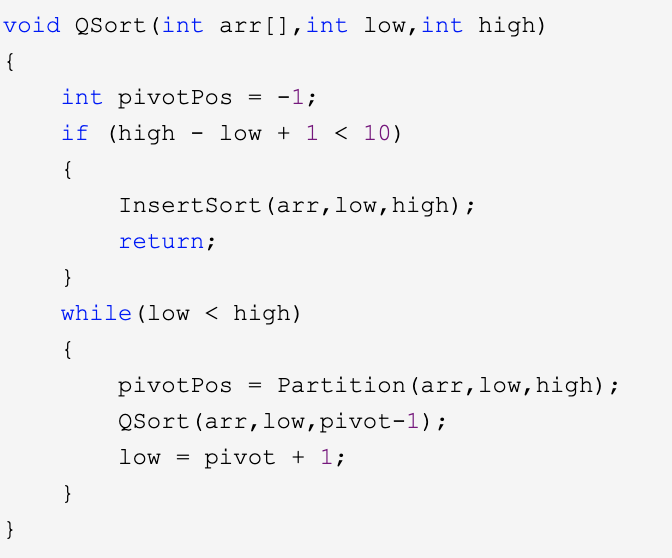 void QSort(int arr[],int low,int high)
{
    int pivotPos = -1;
    if (high - low + 1 < 10)
    {
        InsertSort(arr,low,high);
        return;
    }
    while(low < high)
    {
        pivotPos = Partition(arr,low,high);
        QSort(arr,low,pivot-1);
        low = pivot + 1;
    }
}